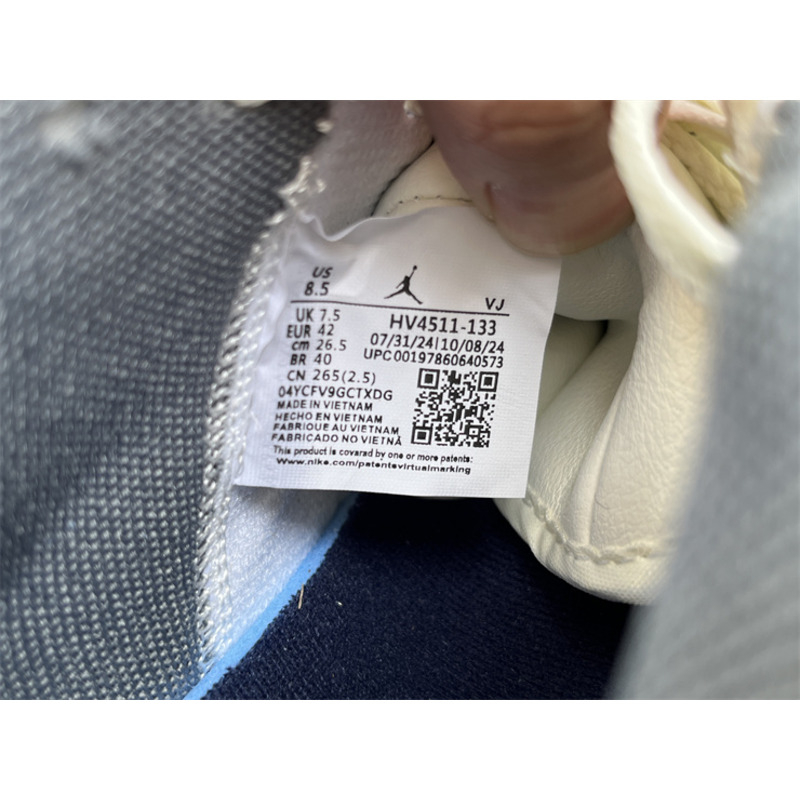 US
8.5
VJ
UK 7.5
HV4511-133
EUR 42
07/31/24|10/08/24
cm 26.5
UPC 00197860640573
BR 40
CN 265(2.5)
04YCFV9GCTXDG
MADE IN VIETNAM
HECHO EN VIETNAM
FABRIQUE AU VIETNAM
FABRICADO NO VIETNÃ
This product is covarad by one or more patents:
www.nike.com/patentsvirtualmarking